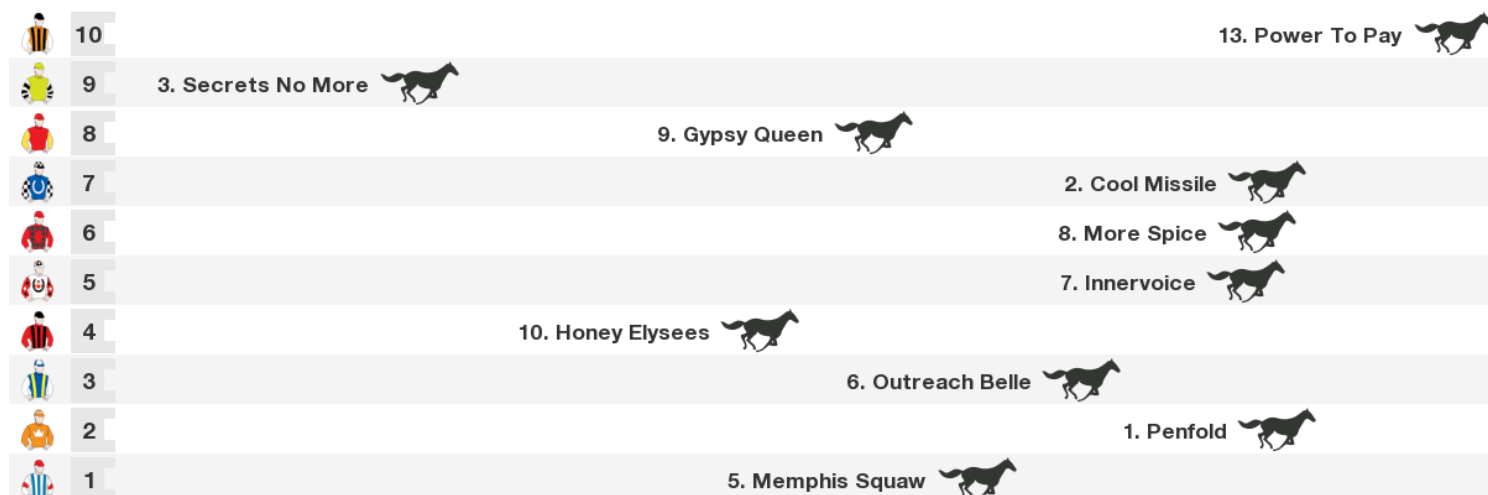 10 13. Power To Pay
9 3. Secrets No More
8 9. Gypsy Queen
7 2. Cool Missile
6 8. More Spice
5 7. Innervoice
4 10. Honey Elysees
3 6. Outreach Belle
2 1. Penfold
1 5. Memphis Squaw